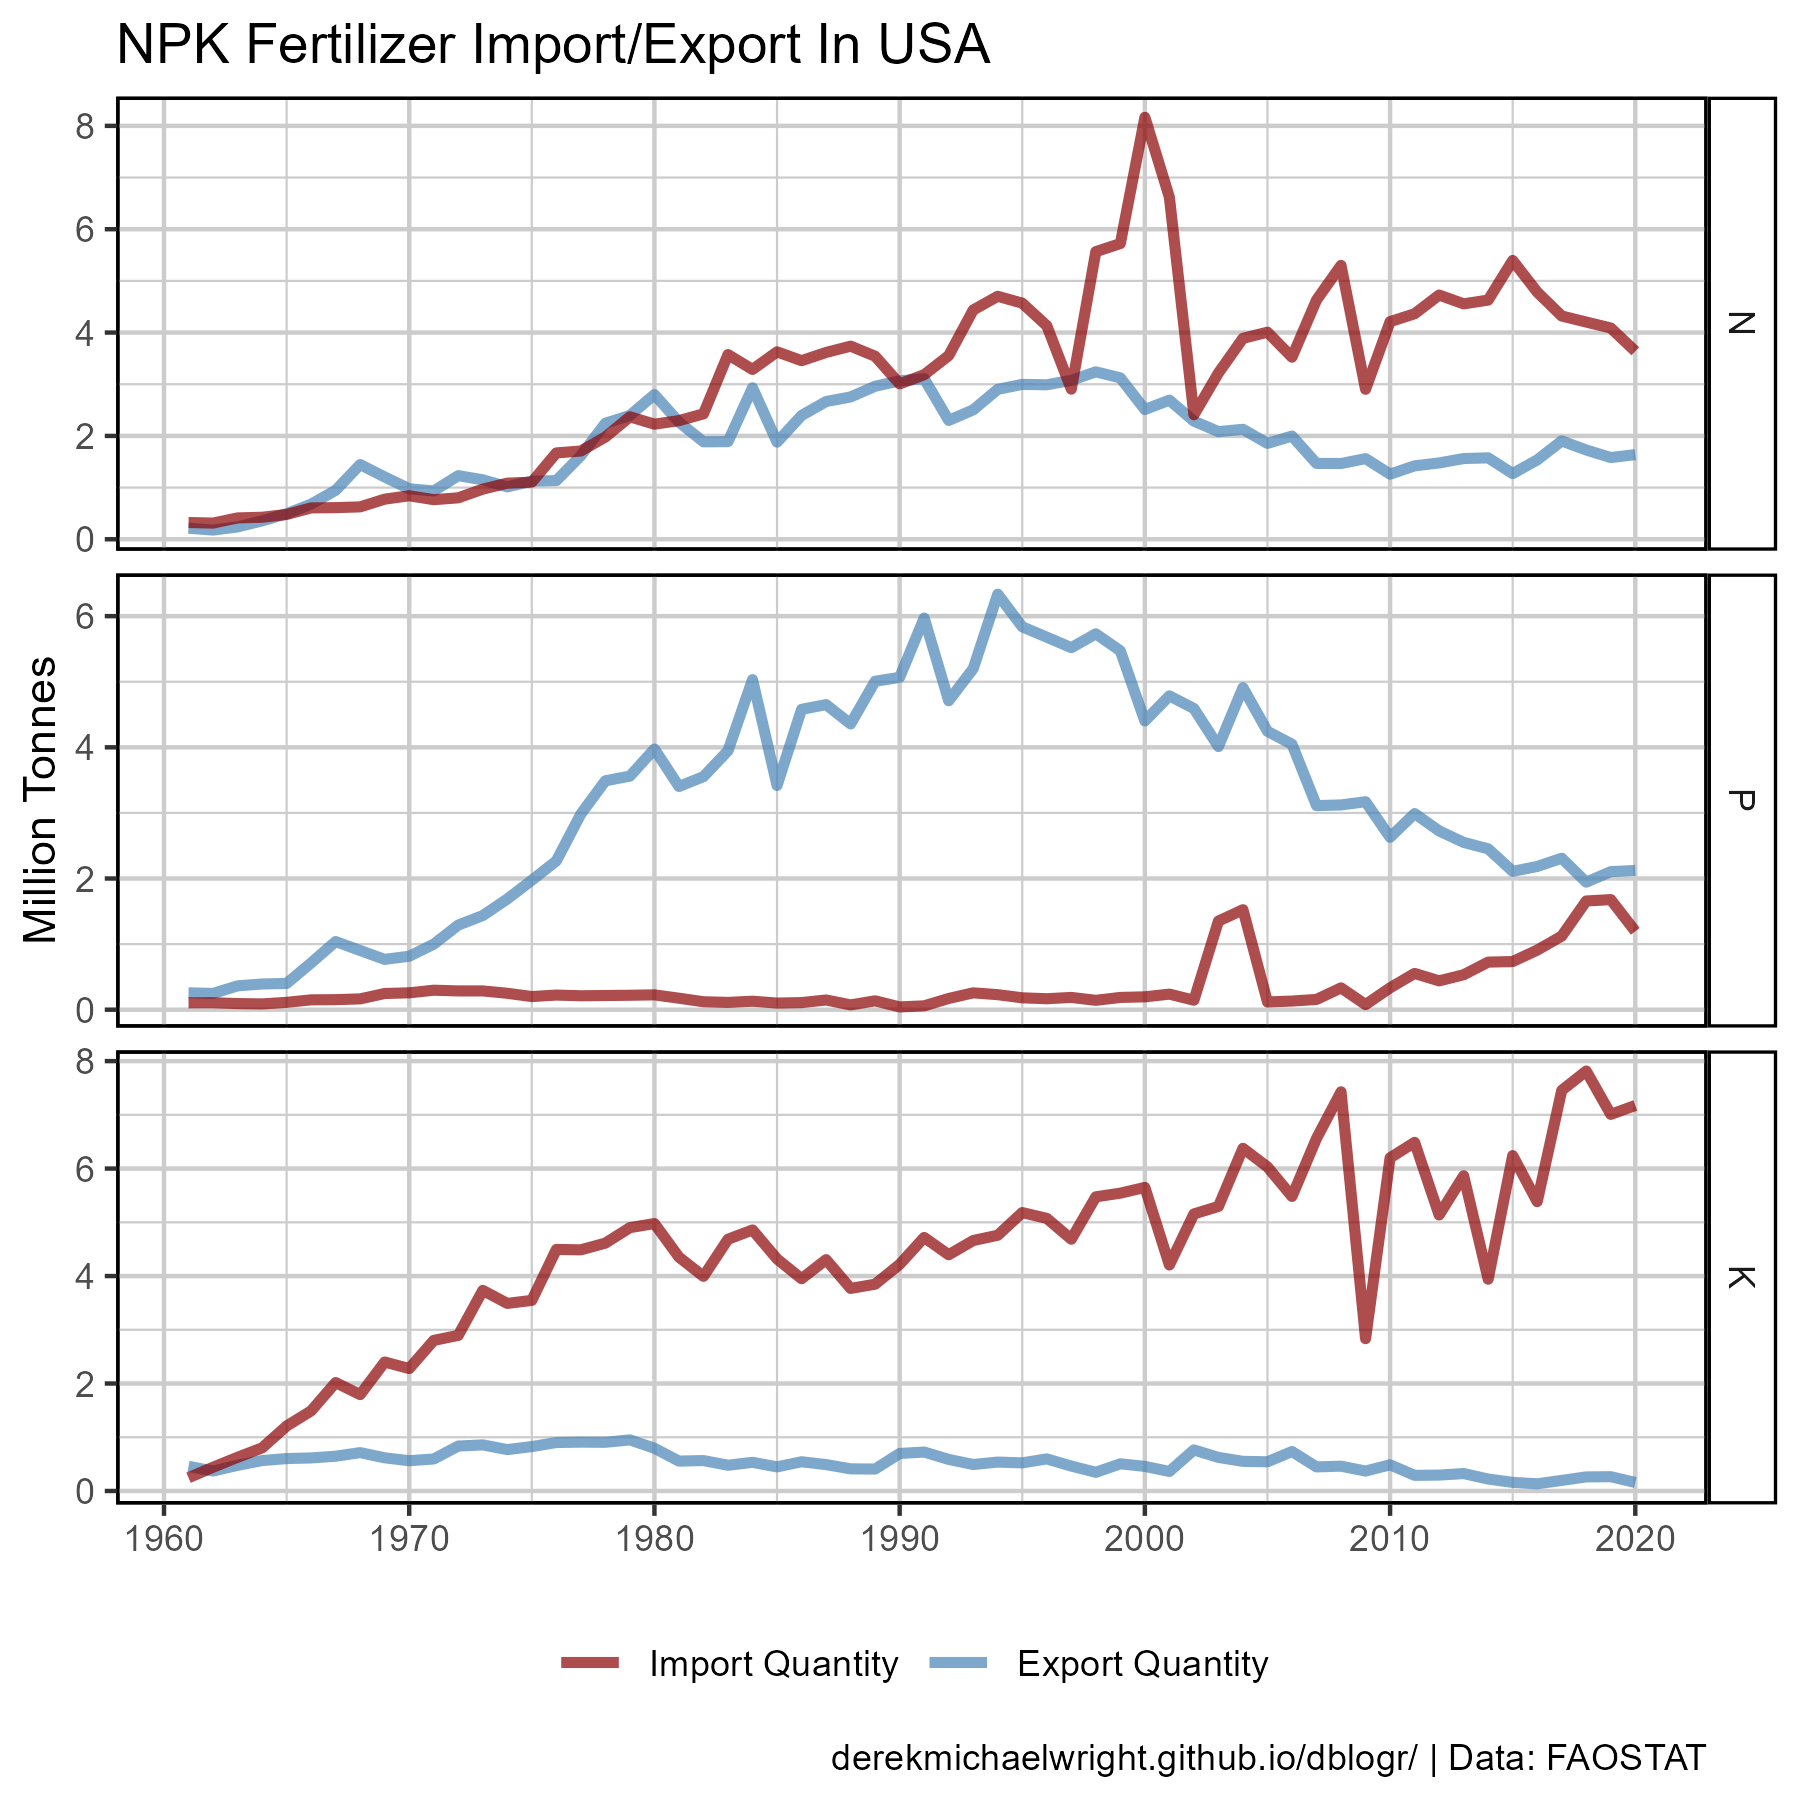 NPK Fertilizer Import/Export In USA
8
6
4
2
0
N
Million Tonnes
6
4
2
0
P
8
6
4
2
0
K
1960 1970 1980 1990 2000 2010 2020
Import Quantity Export Quantity
derekmichaelwright.github.io/dblogr/ | Data: FAOSTAT